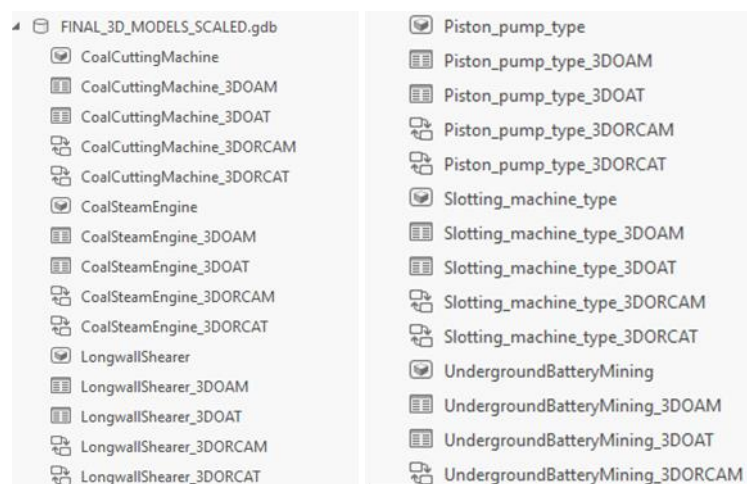 FINAL_3D_MODELS_SCALED.gdb
CoalCuttingMachine
CoalCuttingMachine_3DOAM
CoalCuttingMachine_3DOAT
CoalCuttingMachine_3DORCAM
CoalCuttingMachine_3DORCAT
CoalSteamEngine
CoalSteamEngine_3DOAM
CoalSteamEngine_3DOAT
CoalSteamEngine_3DORCAM
CoalSteamEngine_3DORCAT
LongwallShearer
LongwallShearer_3DOAM
LongwallShearer_3DOAT
LongwallShearer_3DORCAM
LongwallShearer_3DORCAT
Piston_pump_type
Piston_pump_type_3DOAM
Piston_pump_type_3DOAT
Piston_pump_type_3DORCAM
Piston_pump_type_3DORCAT
Slotting_machine_type
Slotting_machine_type_3DOAM
Slotting_machine_type_3DOAT
Slotting_machine_type_3DORCAM
Slotting_machine_type_3DORCAT
UndergroundBatteryMining
UndergroundBatteryMining_3DOAM
UndergroundBatteryMining_3DOAT
UndergroundBatteryMining_3DORCAM